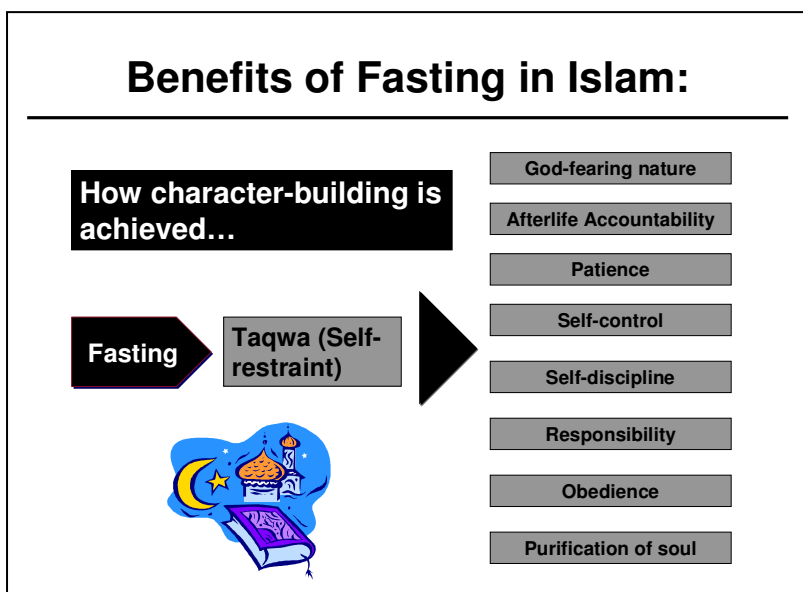 Benefits of Fasting in Islam:
How character-building is
achieved…
Fasting
Taqwa (Self-
restraint)
God-fearing nature
Afterlife Accountability
Patience
Self-control
Self-discipline
Responsibility
Obedience
Purification of soul